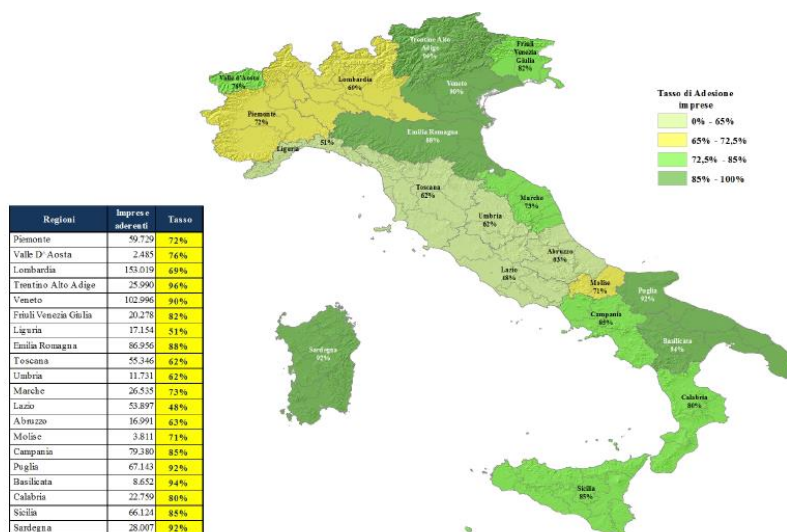 Trentino Alto
Adige
96%
Friuli
Venezia
Giulia
82%
Valle d'Aosta
76%
Lombardia
69%
Veneto
90%
Piemonte
72%
Emilia Romagna
88%
Liguria
51%
Tasso di Adesione
imprese
0% - 65%
65% - 72,5%
72,5% - 85%
85% - 100%
Toscana
62%
Marche
73%
Umbria
62%
Abruzzo
63%
Lazio
48%
Molise
71%
Puglia
92%
Campania
85%
Basilicata
94%
Sardegna
92%
Calabria
80%
Sicilia
85%
Regioni Imprese aderenti Tasso
Piemonte 59.729 72%
Valle D' Aosta 2.485 76%
Lombardia 153.019 69%
Trentino Alto Adige 25.990 96%
Veneto 102.996 90%
Friuli Venezia Giulia 20.278 82%
Liguria 17.154 51%
Emilia Romagna 86.956 88%
Toscana 55.346 62%
Umbria 11.731 62%
Marche 26.535 73%
Lazio 53.897 48%
Abruzzo 16.991 63%
Molise 3.811 71%
Campania 79.380 85%
Puglia 67.143 92%
Basilicata 8.652 94%
Calabria 22.759 80%
Sicilia 66.124 85%
Sardegna 28.007 92%